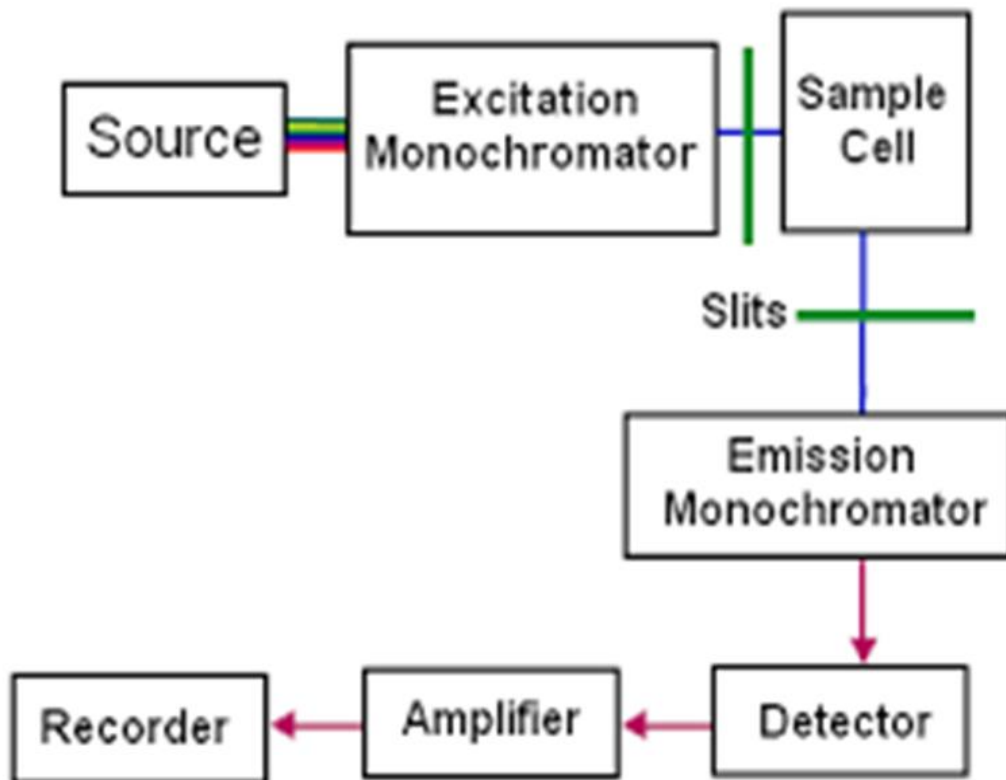 Source
Excitation
Monochromator
Sample
Cell
Slits
Emission
Monochromator
Detector
Amplifier
Recorder